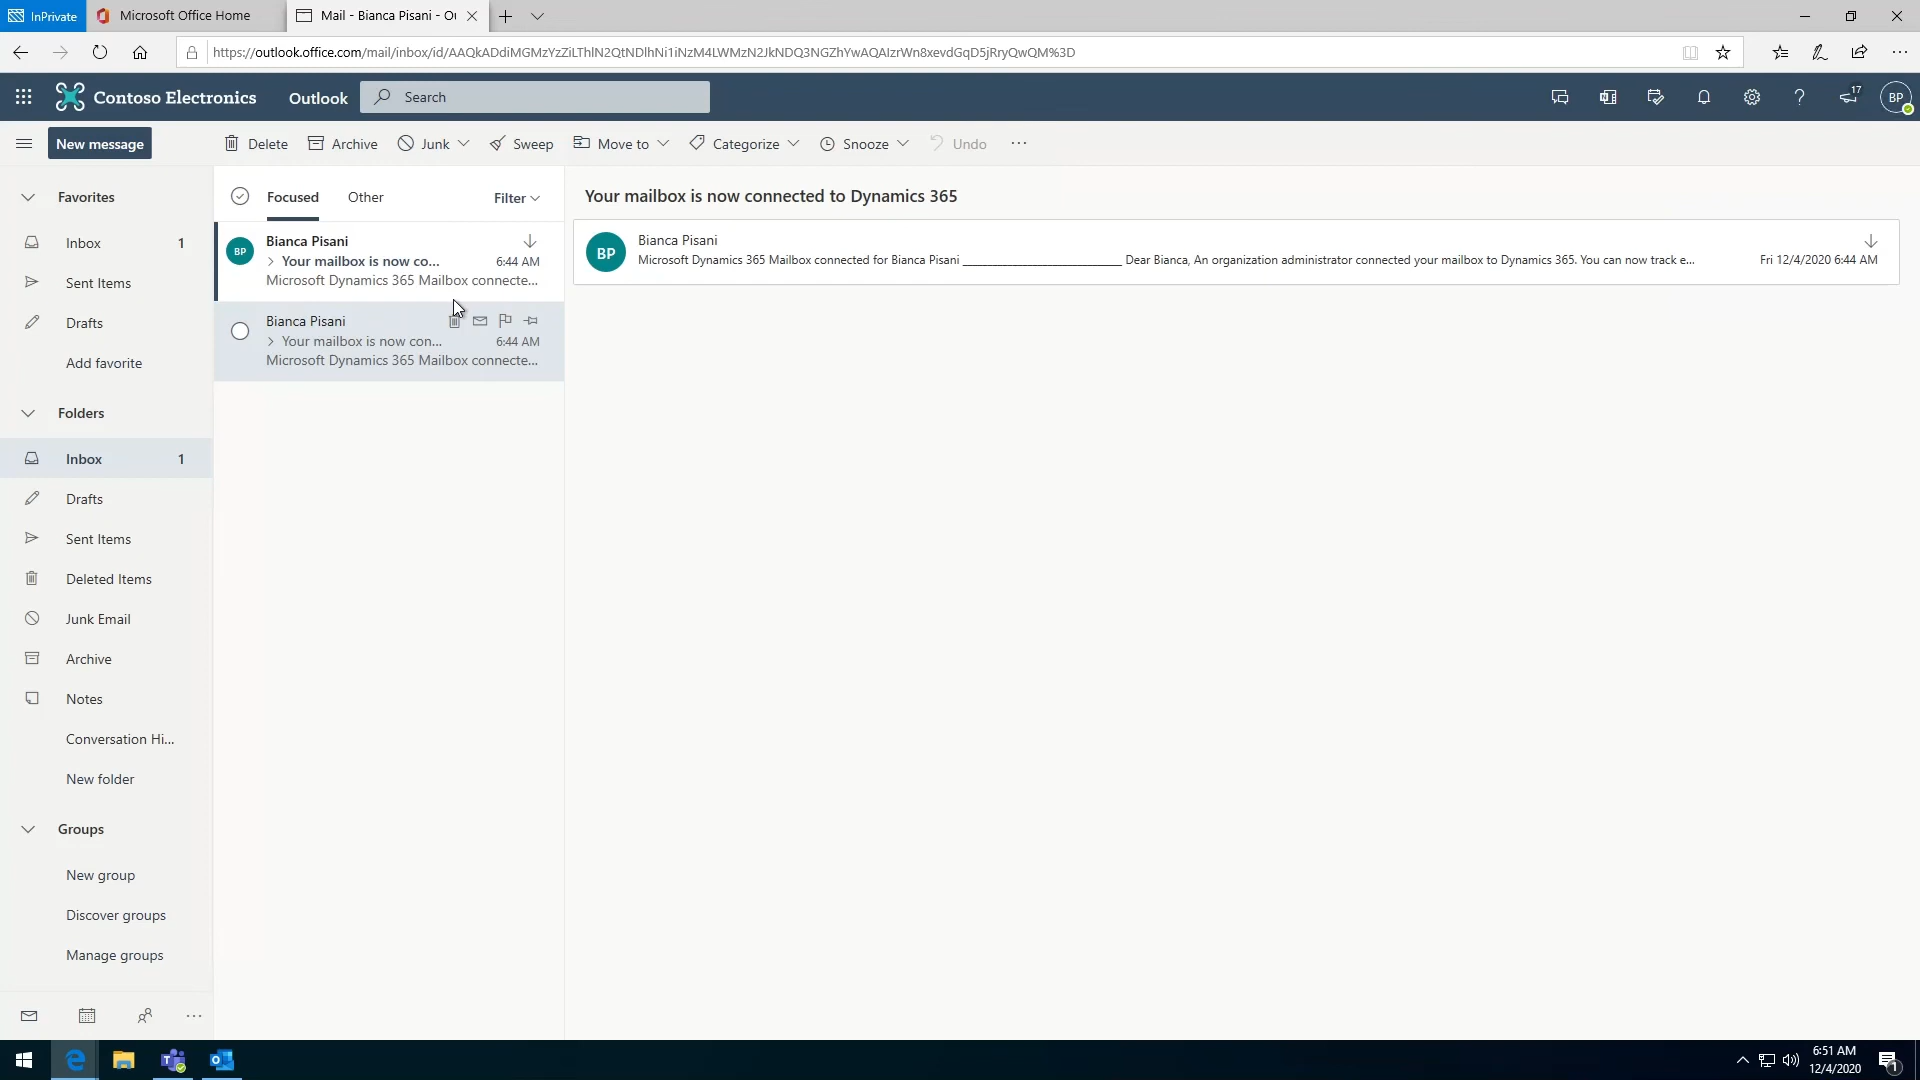 InPrivate
Microsoft Office Home
Mail - Bianca Pisani - Ou
https://outlook.office.com/mail/inbox/id/AAQkADdiMGMzYzZiLThlN2QtNDlhNi1iNzM4LWMzN2JkNDQ3NGZhYwAQAIzrWn8xevdGqD5jRryQwQM%3D
Contoso Electronics
Outlook
Search
17
BP
New message
Delete
Archive
Junk
Sweep
Move to
Categorize
Snooze
Undo
Favorites
Inbox 1
Sent Items
Drafts
Add favorite
Folders
Inbox 1
Drafts
Sent Items
Deleted Items
Junk Email
Archive
Notes
Conversation Hi...
New folder
Groups
New group
Discover groups
Manage groups
Focused
Other
Filter
BP
Bianca Pisani
Your mailbox is now co...
6:44 AM
Microsoft Dynamics 365 Mailbox connecte...
Bianca Pisani
Your mailbox is now con...
6:44 AM
Microsoft Dynamics 365 Mailbox connecte...
Your mailbox is now connected to Dynamics 365
BP
Bianca Pisani
Microsoft Dynamics 365 Mailbox connected for Bianca Pisani ______________________________ Dear Bianca, An organization administrator connected your mailbox to Dynamics 365. You can now track e...
Fri 12/4/2020 6:44 AM
6:51 AM
12/4/2020
1